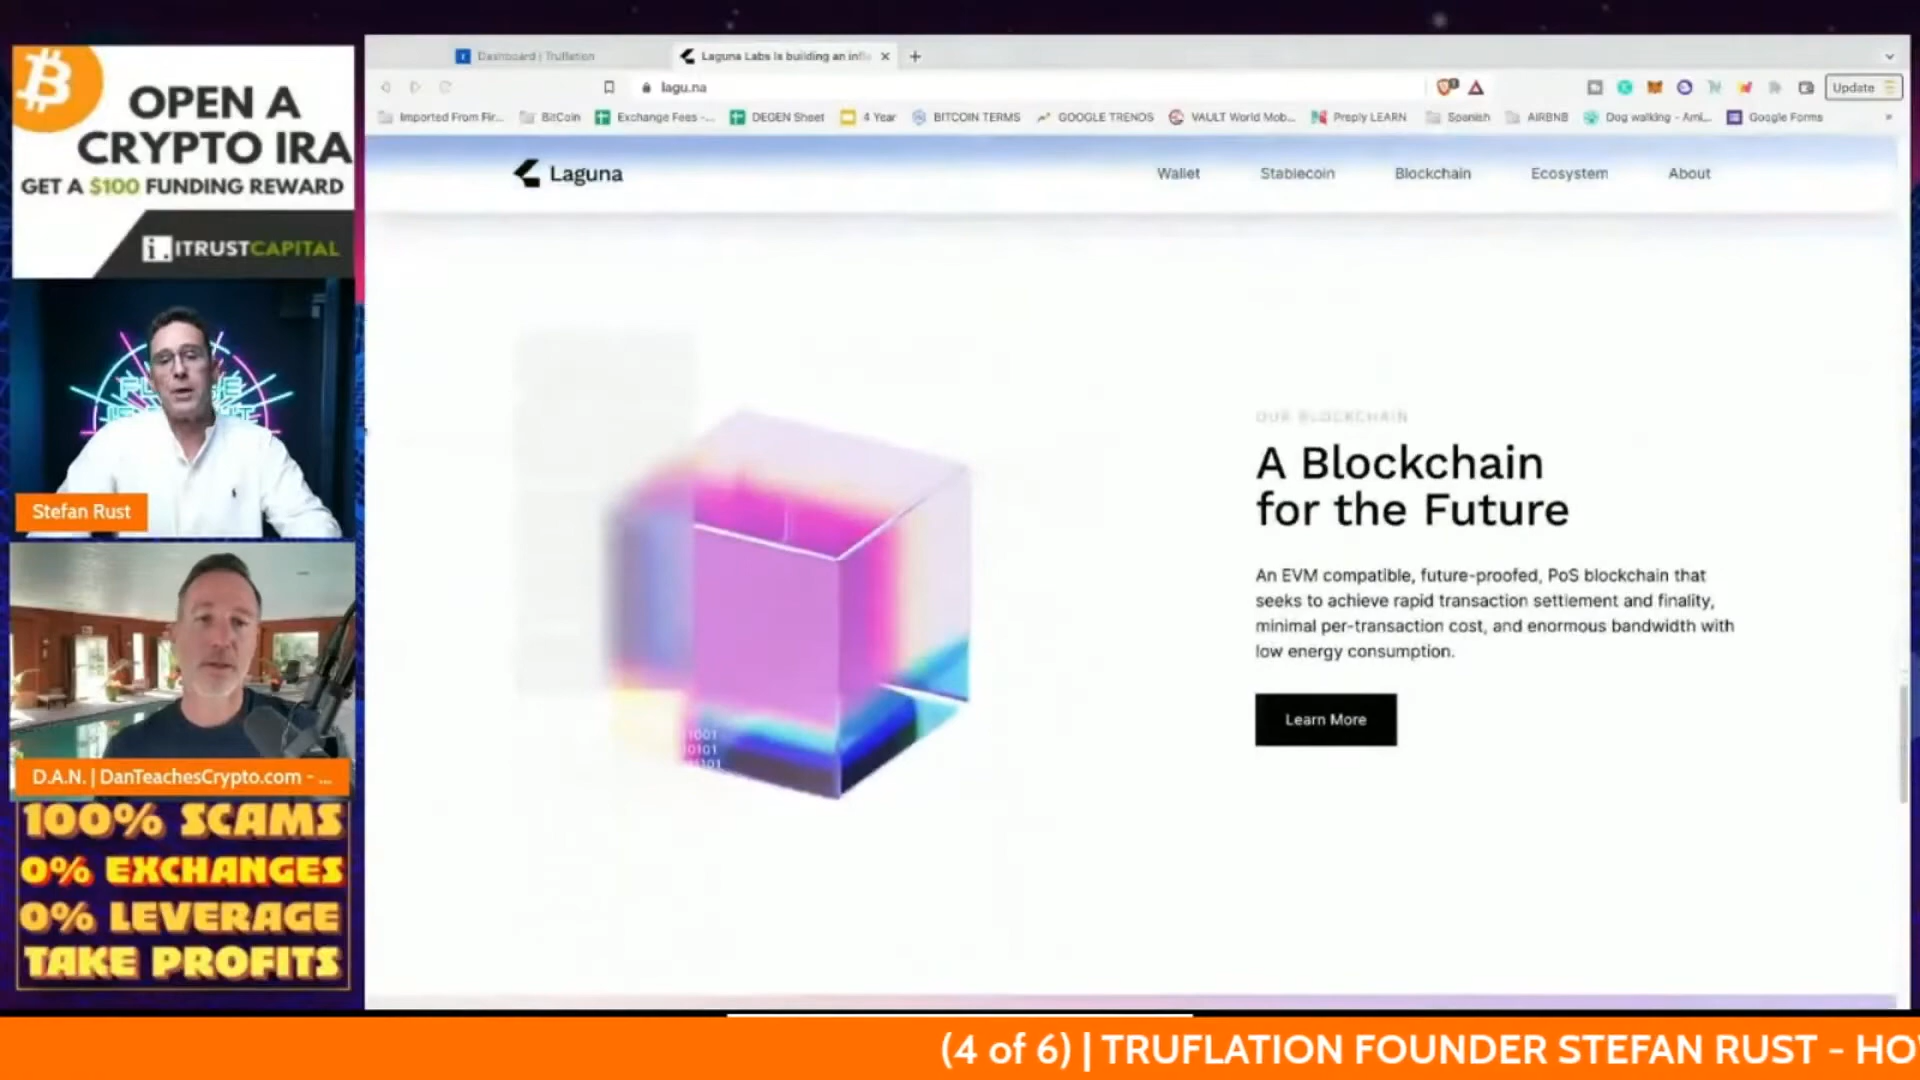 OPEN A
CRYPTO IRA
GET A $100 FUNDING REWARD
i. ITRUSTCAPITAL
Stefan Rust
D.A.N. | DanTeachesCrypto.com - ...
100% SCAMS
0% EXCHANGES
0% LEVERAGE
TAKE PROFITS
Dashboard | Truflation
Laguna Labs is building an infl
lagu.na
Update
Imported From Fir... BitCoin Exchange Fees -... DEGEN Sheet 4 Year BITCOIN TERMS GOOGLE TRENDS VAULT World Mob... Preply LEARN Spanish AIRBNB Dog walking - Ami... Google Forms »
Laguna
Wallet Stablecoin Blockchain Ecosystem About
OUR BLOCKCHAIN
A Blockchain
for the Future
An EVM compatible, future-proofed, PoS blockchain that
seeks to achieve rapid transaction settlement and finality,
minimal per-transaction cost, and enormous bandwidth with
low energy consumption.
Learn More
(4 of 6) | TRUFLATION FOUNDER STEFAN RUST - HO